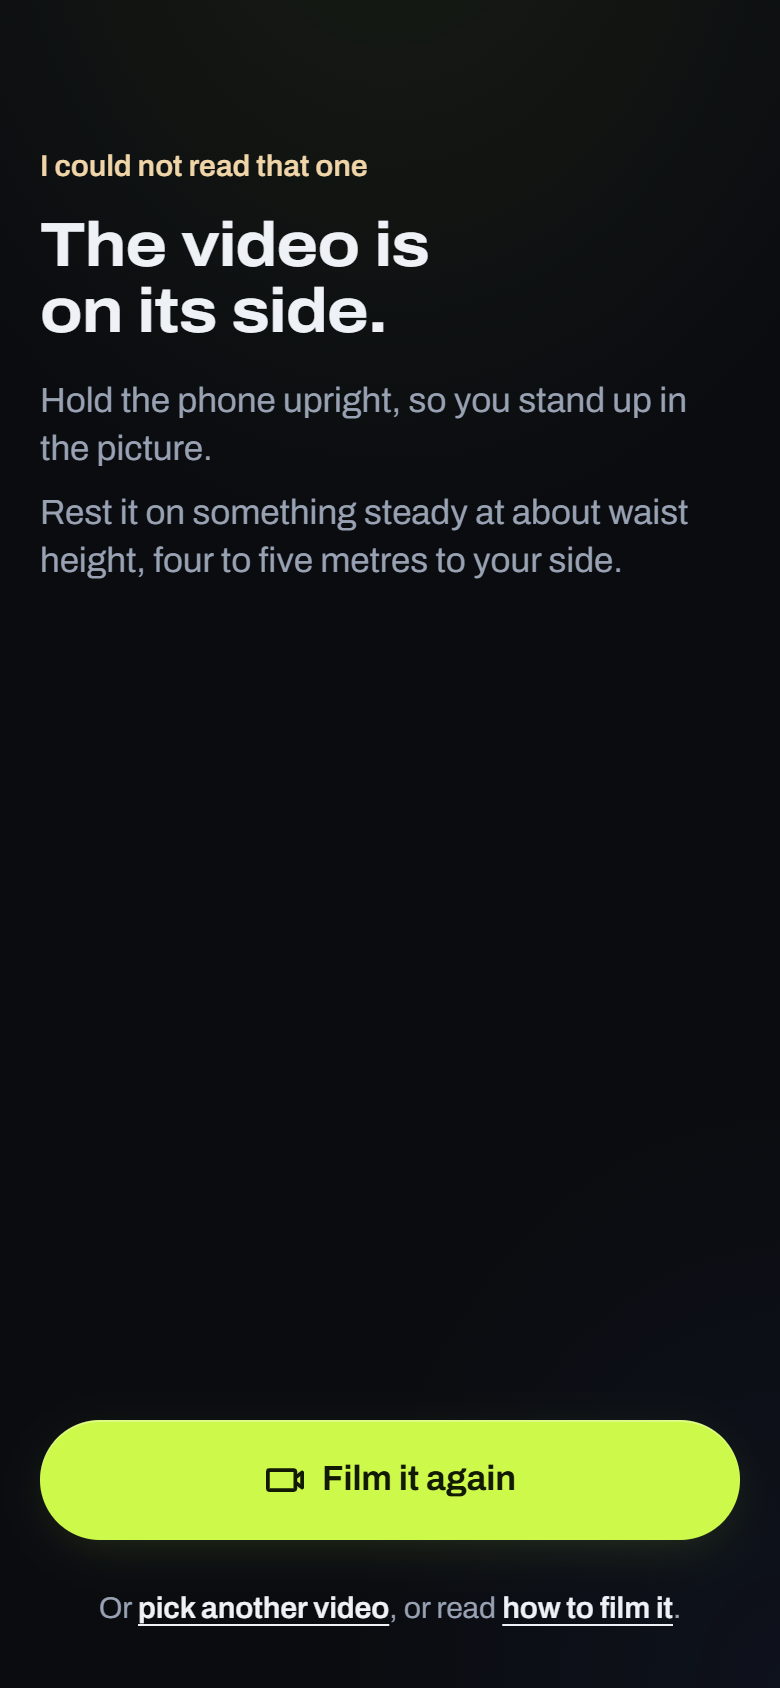 I could not read that one
The video is
on its side.
Hold the phone upright, so you stand up in
the picture.
Rest it on something steady at about waist
height, four to five metres to your side.
Film it again
Or pick another video, or read how to film it.